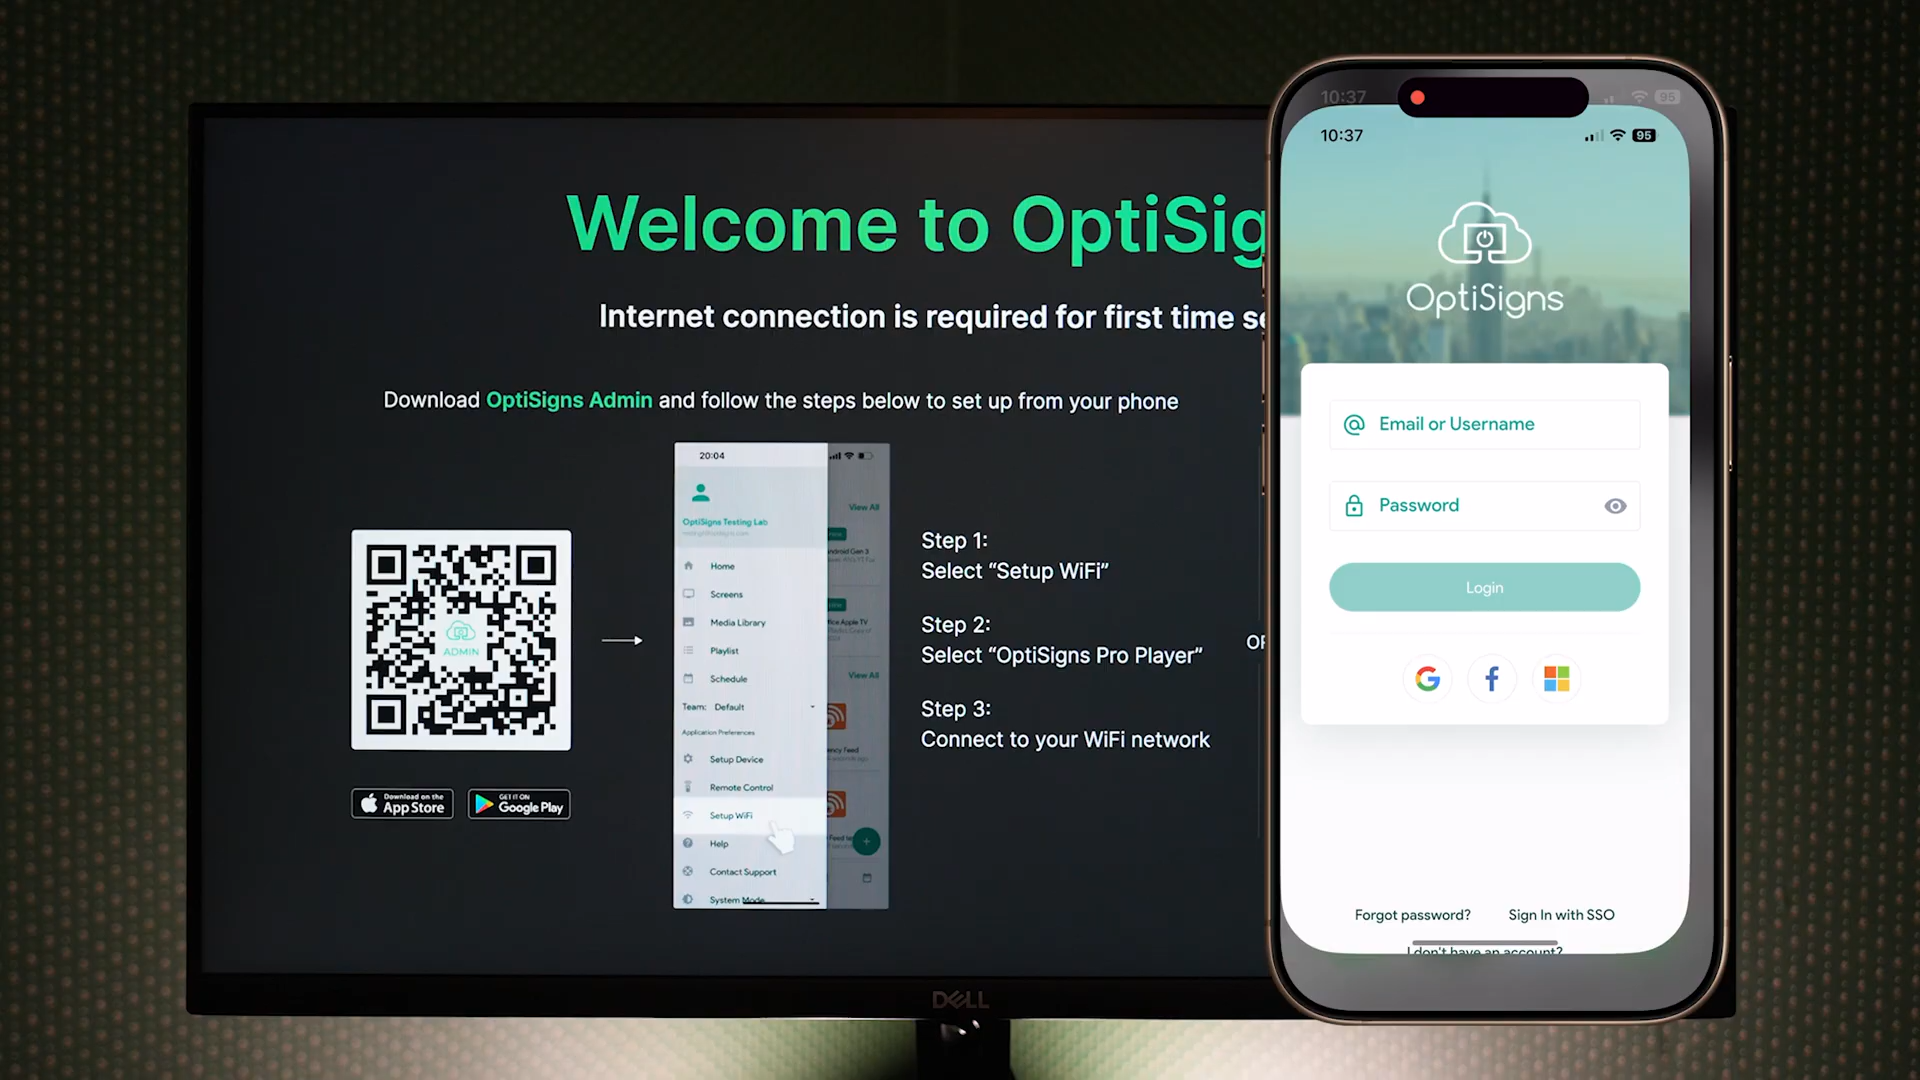 Welcome to OptiSig
Internet connection is required for first time se
Download OptiSigns Admin and follow the steps below to set up from your phone
ADMIN
Download on the
App Store
GET IT ON
Google Play
20:04
OptiSigns Testing Lab
View All
Home
Screens
Media Library
Playlist
Schedule
View All
Team: Default
Application Preferences
Setup Device
Remote Control
Setup WiFi
Help
Contact Support
System Mode
Step 1:
Select “Setup WiFi”
Step 2:
Select “OptiSigns Pro Player”
Step 3:
Connect to your WiFi network
DELL
10:37
95
10:37
95
OptiSigns
Email or Username
Password
Login
Forgot password?
Sign In with SSO
I don't have an account?